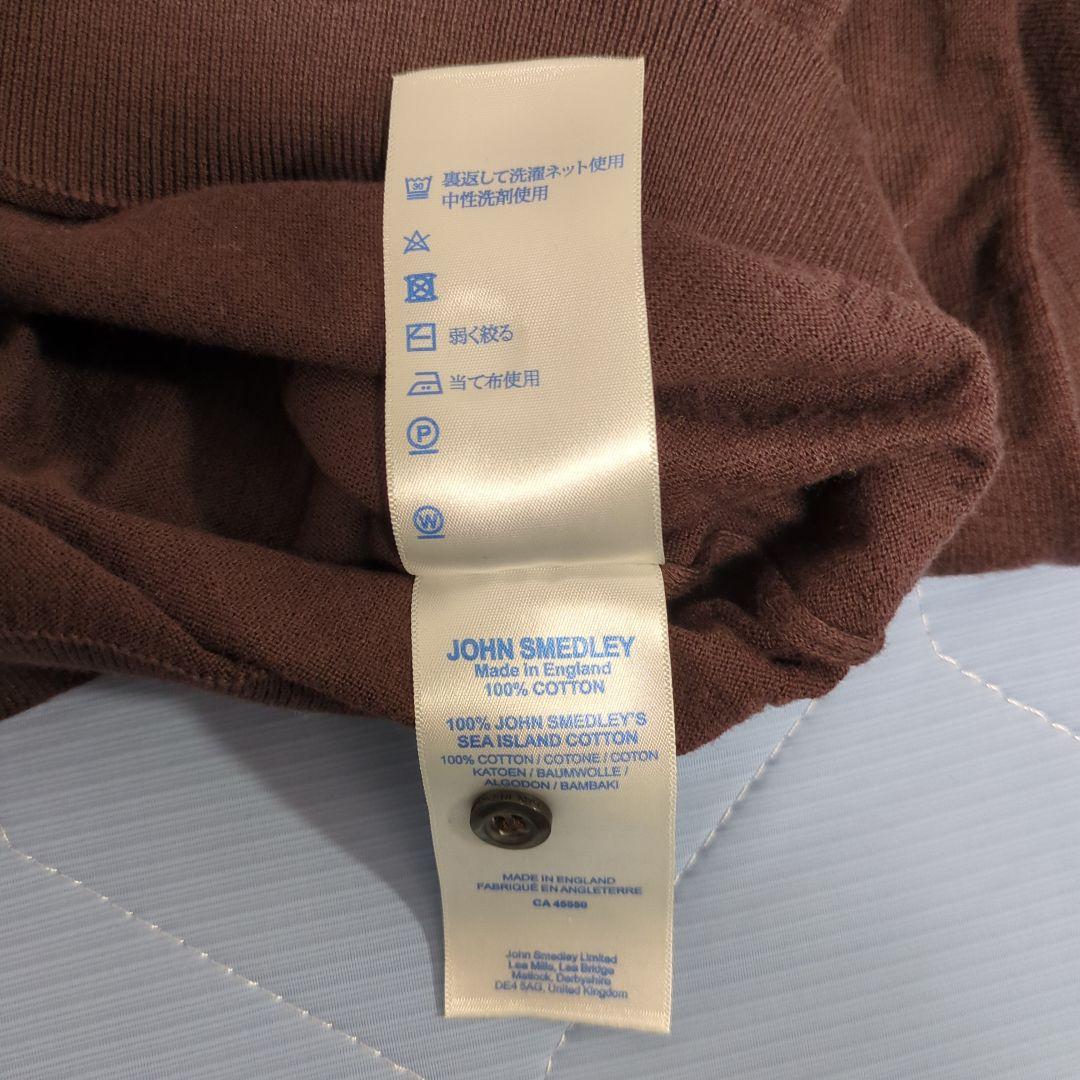 30 裏返して洗濯ネット使用
中性洗剤使用
弱く絞る
当て布使用
P
W
JOHN SMEDLEY
Made in England
100% COTTON
100% JOHN SMEDLEY'S
SEA ISLAND COTTON
100% COTTON / COTONE / COTON
KATOEN / BAUMWOLLE /
ALGODON / BAMBAKI
MADE IN ENGLAND
FABRIQUÉ EN ANGLETERRE
CA 45550
John Smedley Limited
Lea Mills, Lea Bridge
Matlock, Derbyshire
DE4 5AG, United Kingdom